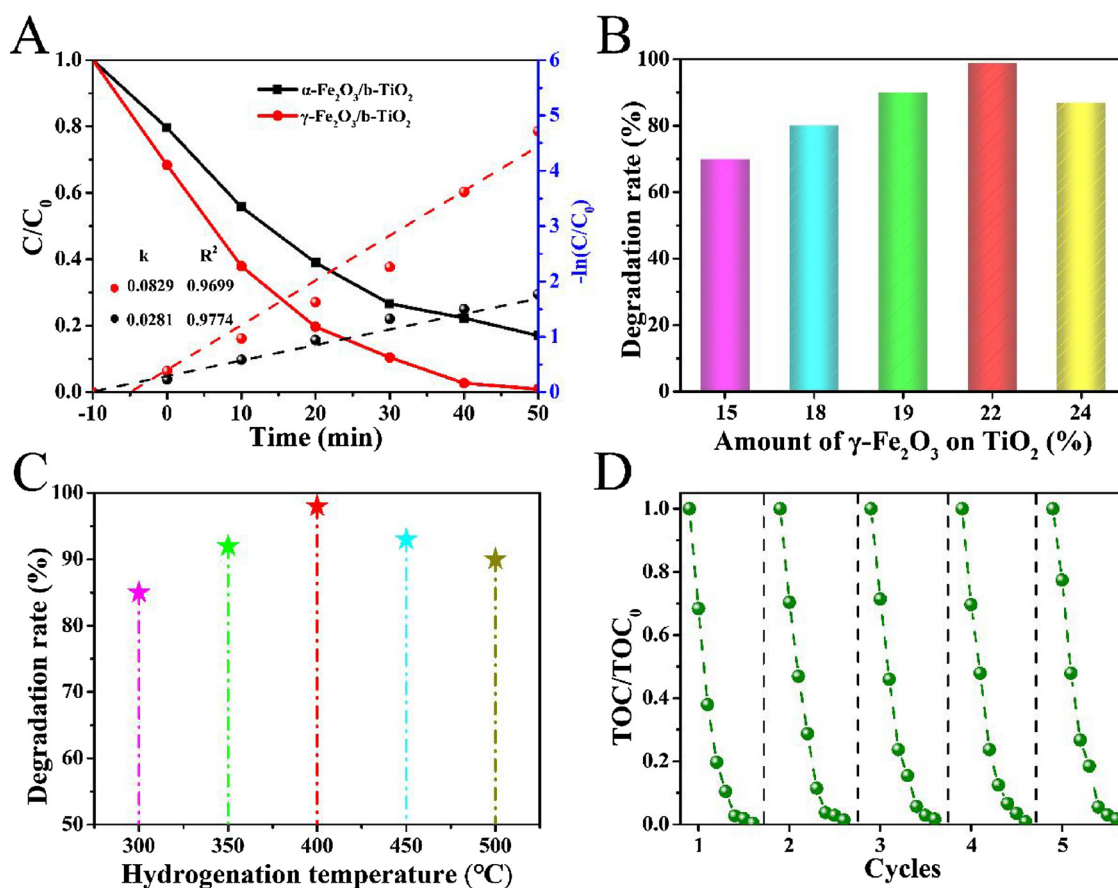 A
1.0
0.8
0.6
0.4
0.2
0.0
C/C₀
α-Fe₂O₃/b-TiO₂
γ-Fe₂O₃/b-TiO₂
k R²
0.0829 0.9699
0.0281 0.9774
6
5
4
3
2
1
0
-ln(C/C₀)
-10 0 10 20 30 40 50
Time (min)
B
100
80
60
40
20
0
Degradation rate (%)
15 18 19 22 24
Amount of γ-Fe₂O₃ on TiO₂ (%)
C
100
90
80
70
60
50
Degradation rate (%)
300 350 400 450 500
Hydrogenation temperature (°C)
D
1.0
0.8
0.6
0.4
0.2
0.0
TOC/TOC₀
1 2 3 4 5
Cycles